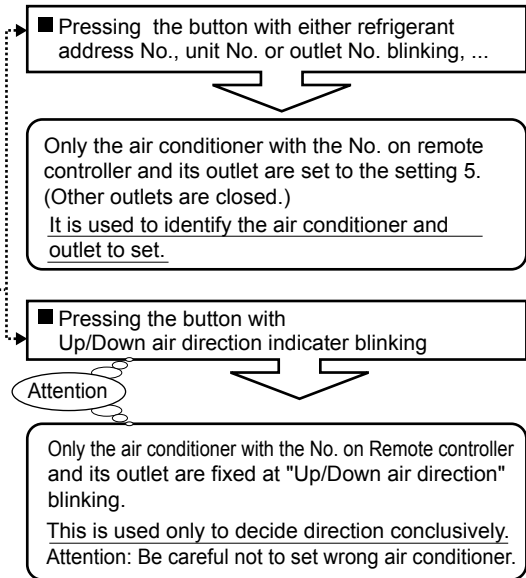 ■ Pressing the button with either refrigerant
address No., unit No. or outlet No. blinking, ...
Only the air conditioner with the No. on remote
controller and its outlet are set to the setting 5.
(Other outlets are closed.)
It is used to identify the air conditioner and
outlet to set.
■ Pressing the button with
Up/Down air direction indicater blinking
Attention
Only the air conditioner with the No. on Remote controller
and its outlet are fixed at "Up/Down air direction"
blinking.
This is used only to decide direction conclusively.
Attention: Be careful not to set wrong air conditioner.